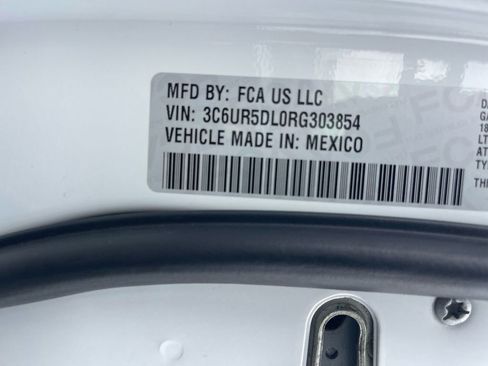 MFD BY: FCA US LLC
VIN: 3C6UR5DL0RG303854
VEHICLE MADE IN: MEXICO